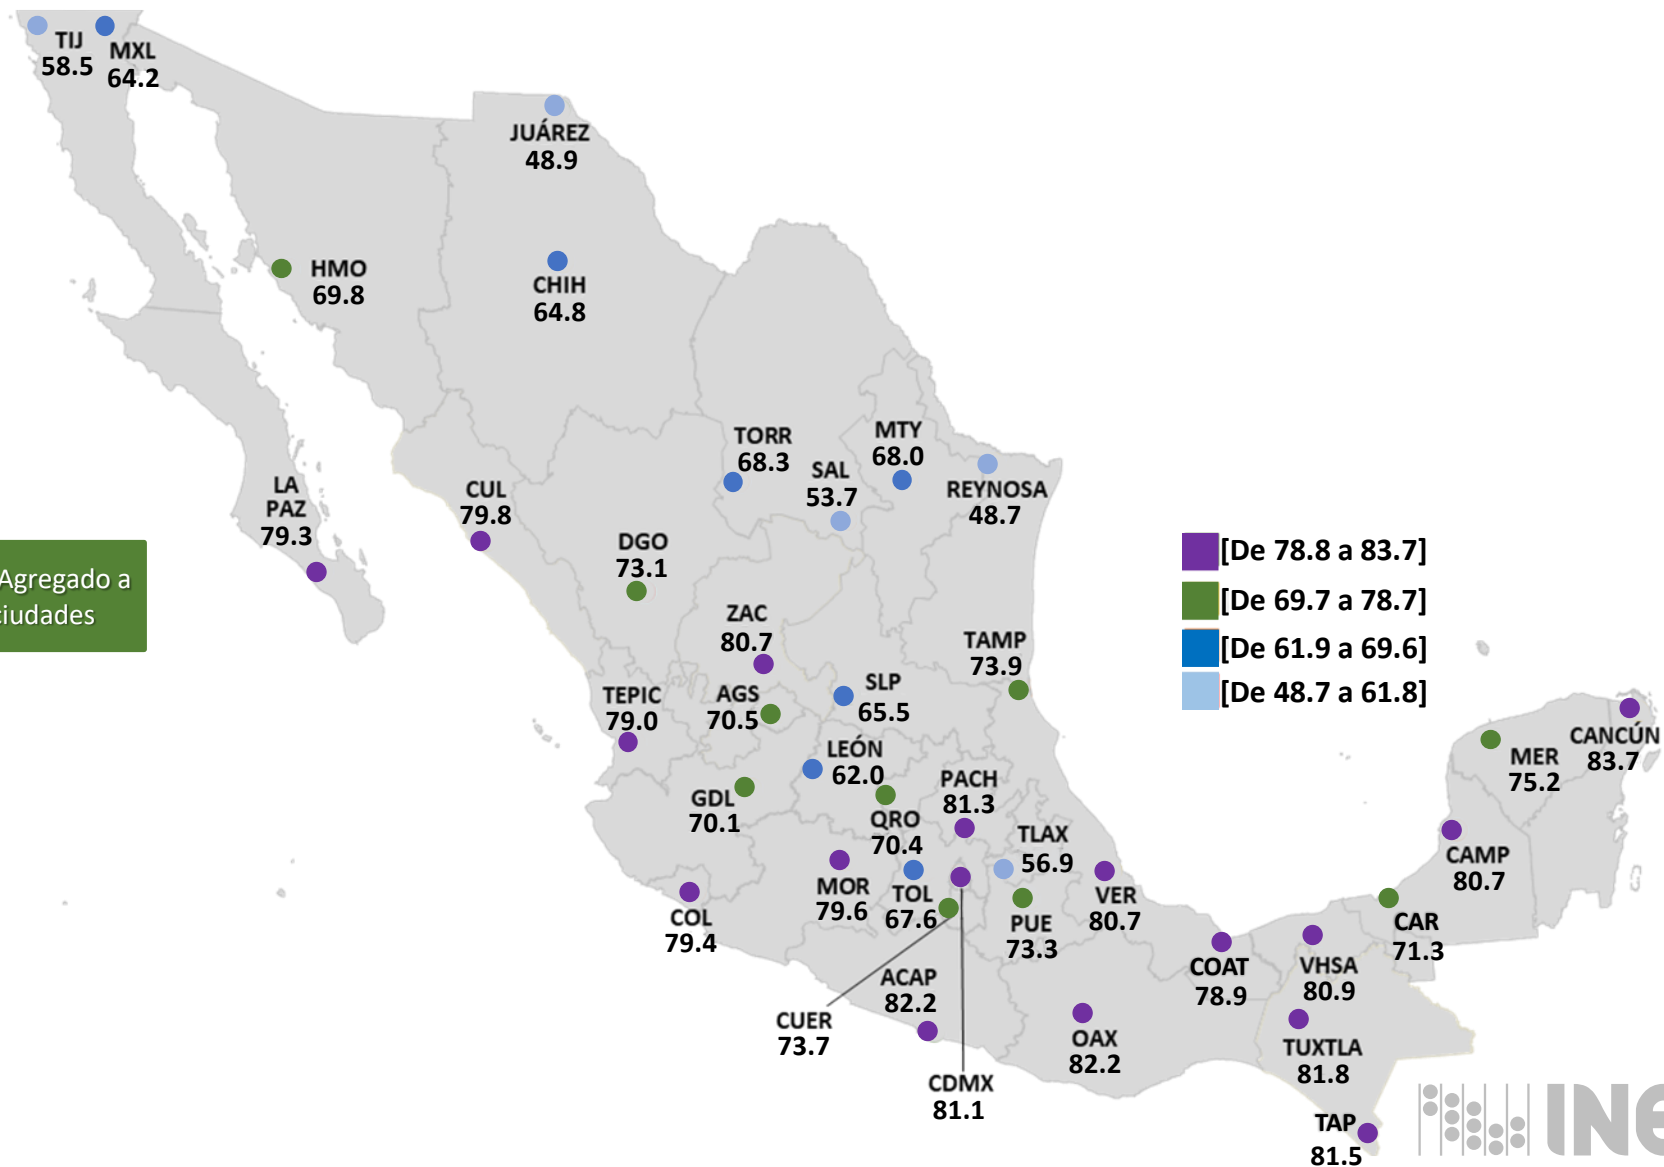 TIJ
58.5
MXL
64.2
JUÁREZ
48.9
HMO
69.8
CHIH
64.8
TORR
68.3
MTY
68.0
SAL
53.7
REYNOSA
48.7
LA
PAZ
79.3
CUL
79.8
DGO
73.1
[De 78.8 a 83.7]
[De 69.7 a 78.7]
[De 61.9 a 69.6]
[De 48.7 a 61.8]
Agregado a
ciudades
ZAC
80.7
TAMP
73.9
TEPIC
79.0
AGS
70.5
SLP
65.5
LEÓN
62.0
PACH
81.3
CANCÚN
83.7
MER
75.2
GDL
70.1
QRO
70.4
TLAX
56.9
CAMP
80.7
MOR
79.6
TOL
67.6
VER
80.7
COL
79.4
PUE
73.3
CAR
71.3
COAT
78.9
VHSA
80.9
ACAP
82.2
CUER
73.7
OAX
82.2
TUXTLA
81.8
CDMX
81.1
TAP
81.5
INE